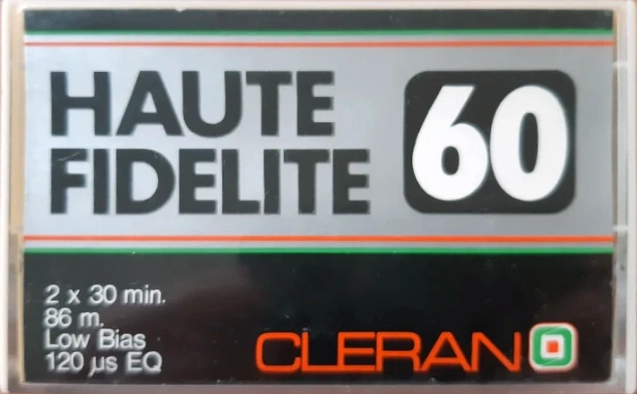 HAUTE
FIDELITE
60
2 x 30 min.
86 m.
Low Bias
120 µs EQ
CLERAN